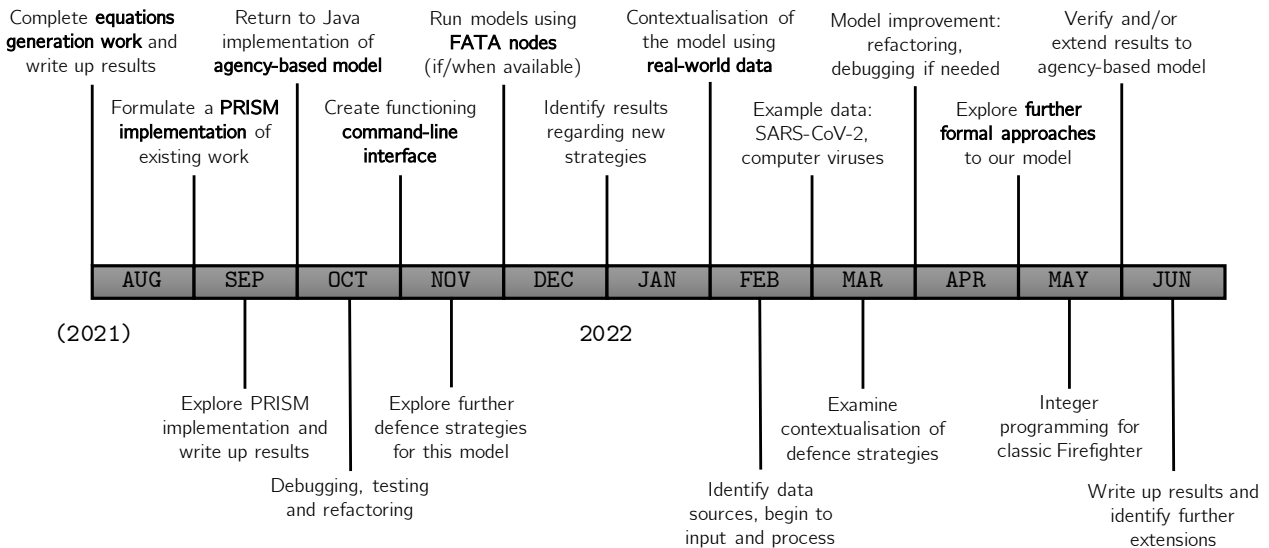 Complete equations
generation work and
write up results
Return to Java
implementation of
agency-based model
Run models using
FATA nodes
(if/when available)
Contextualisation of
the model using
real-world data
Model improvement:
refactoring,
debugging if needed
Verify and/or
extend results to
agency-based model
Formulate a PRISM
implementation of
existing work
Create functioning
command-line
interface
Identify results
regarding new
strategies
Example data:
SARS-CoV-2,
computer viruses
Explore further
formal approaches
to our model
AUG SEP OCT NOV DEC JAN FEB MAR APR MAY JUN
(2021) 2022
Explore PRISM
implementation and
write up results
Explore further
defence strategies
for this model
Examine
contextualisation of
defence strategies
Integer
programming for
classic Firefighter
Debugging, testing
and refactoring
Identify data
sources, begin to
input and process
Write up results and
identify further
extensions